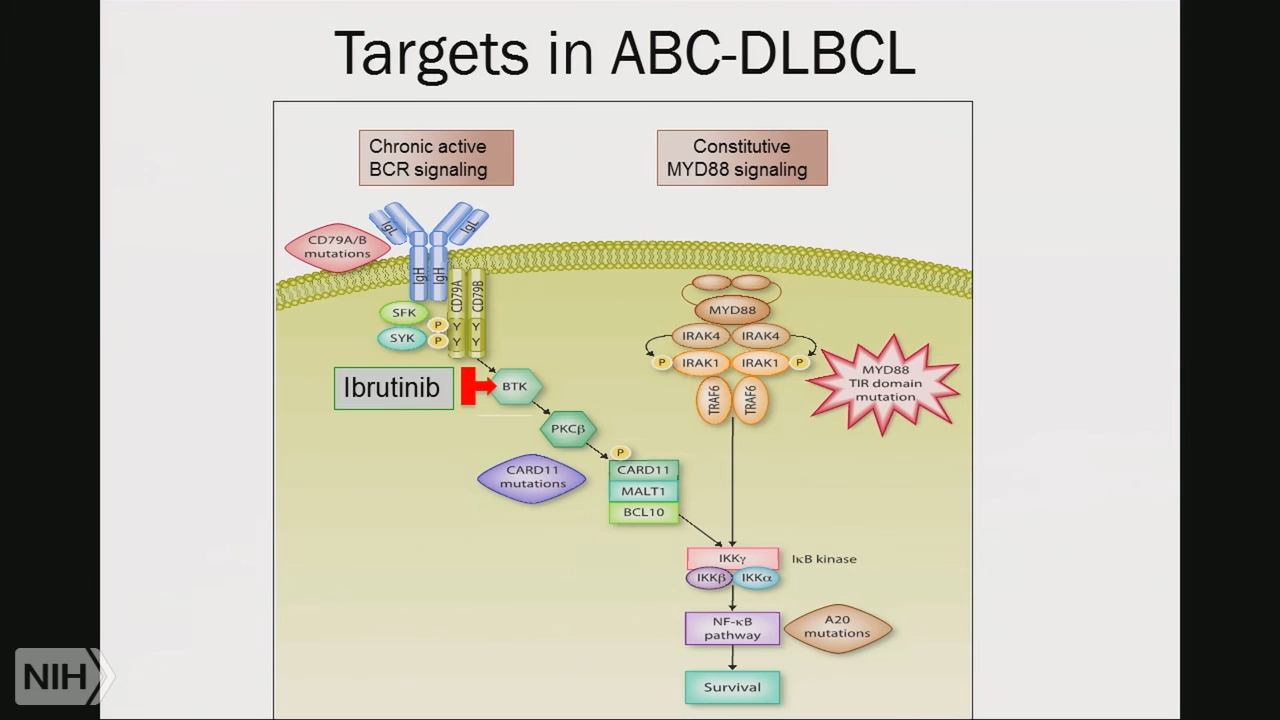 Targets in ABC-DLBCL
Chronic active
BCR signaling
Constitutive
MYD88 signaling
IgL
IgL
CD79A/B
mutations
IgH
IgH
CD79A
CD79B
SFK
SYK
P
P
Y
Y
Y
Y
MYD88
IRAK4
IRAK4
P
IRAK1
IRAK1
P
TRAF6
TRAF6
MYD88
TIR domain
mutation
Ibrutinib
BTK
PKCβ
P
CARD11
mutations
CARD11
MALT1
BCL10
IKKγ
IκB kinase
IKKβ
IKKα
NF-κB
pathway
A20
mutations
Survival
NIH